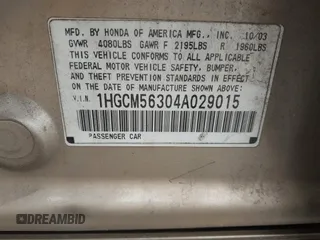 MFD. BY HONDA OF AMERICA MFG., INC. 10/03
GVWR 4080LBS GAWR F 2195LBS R 1960LBS
THIS VEHICLE CONFORMS TO ALL APPLICABLE
FEDERAL MOTOR VEHICLE SAFETY, BUMPER, AND
THEFT PREVENTION STANDARDS IN EFFECT
ON THE DATE OF MANUFACTURE SHOWN ABOVE.
V.I.N. 1HGCM56304A029015
PASSENGER CAR
DREAMBID